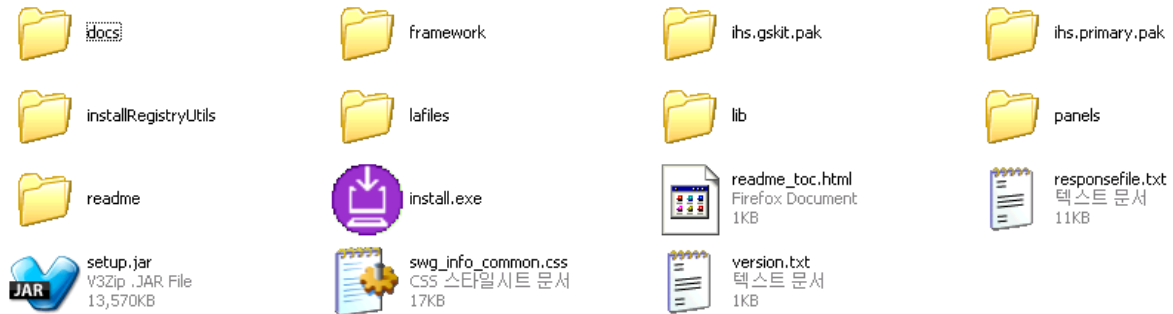 docs
framework
ihs.gskit.pak
ihs.primary.pak
installRegistryUtils
lafiles
lib
panels
readme
install.exe
readme_toc.html
Firefox Document
1KB
responsefile.txt
텍스트 문서
11KB
JAR
setup.jar
V3Zip .JAR File
13,570KB
swg_info_common.css
CSS 스타일시트 문서
17KB
version.txt
텍스트 문서
1KB